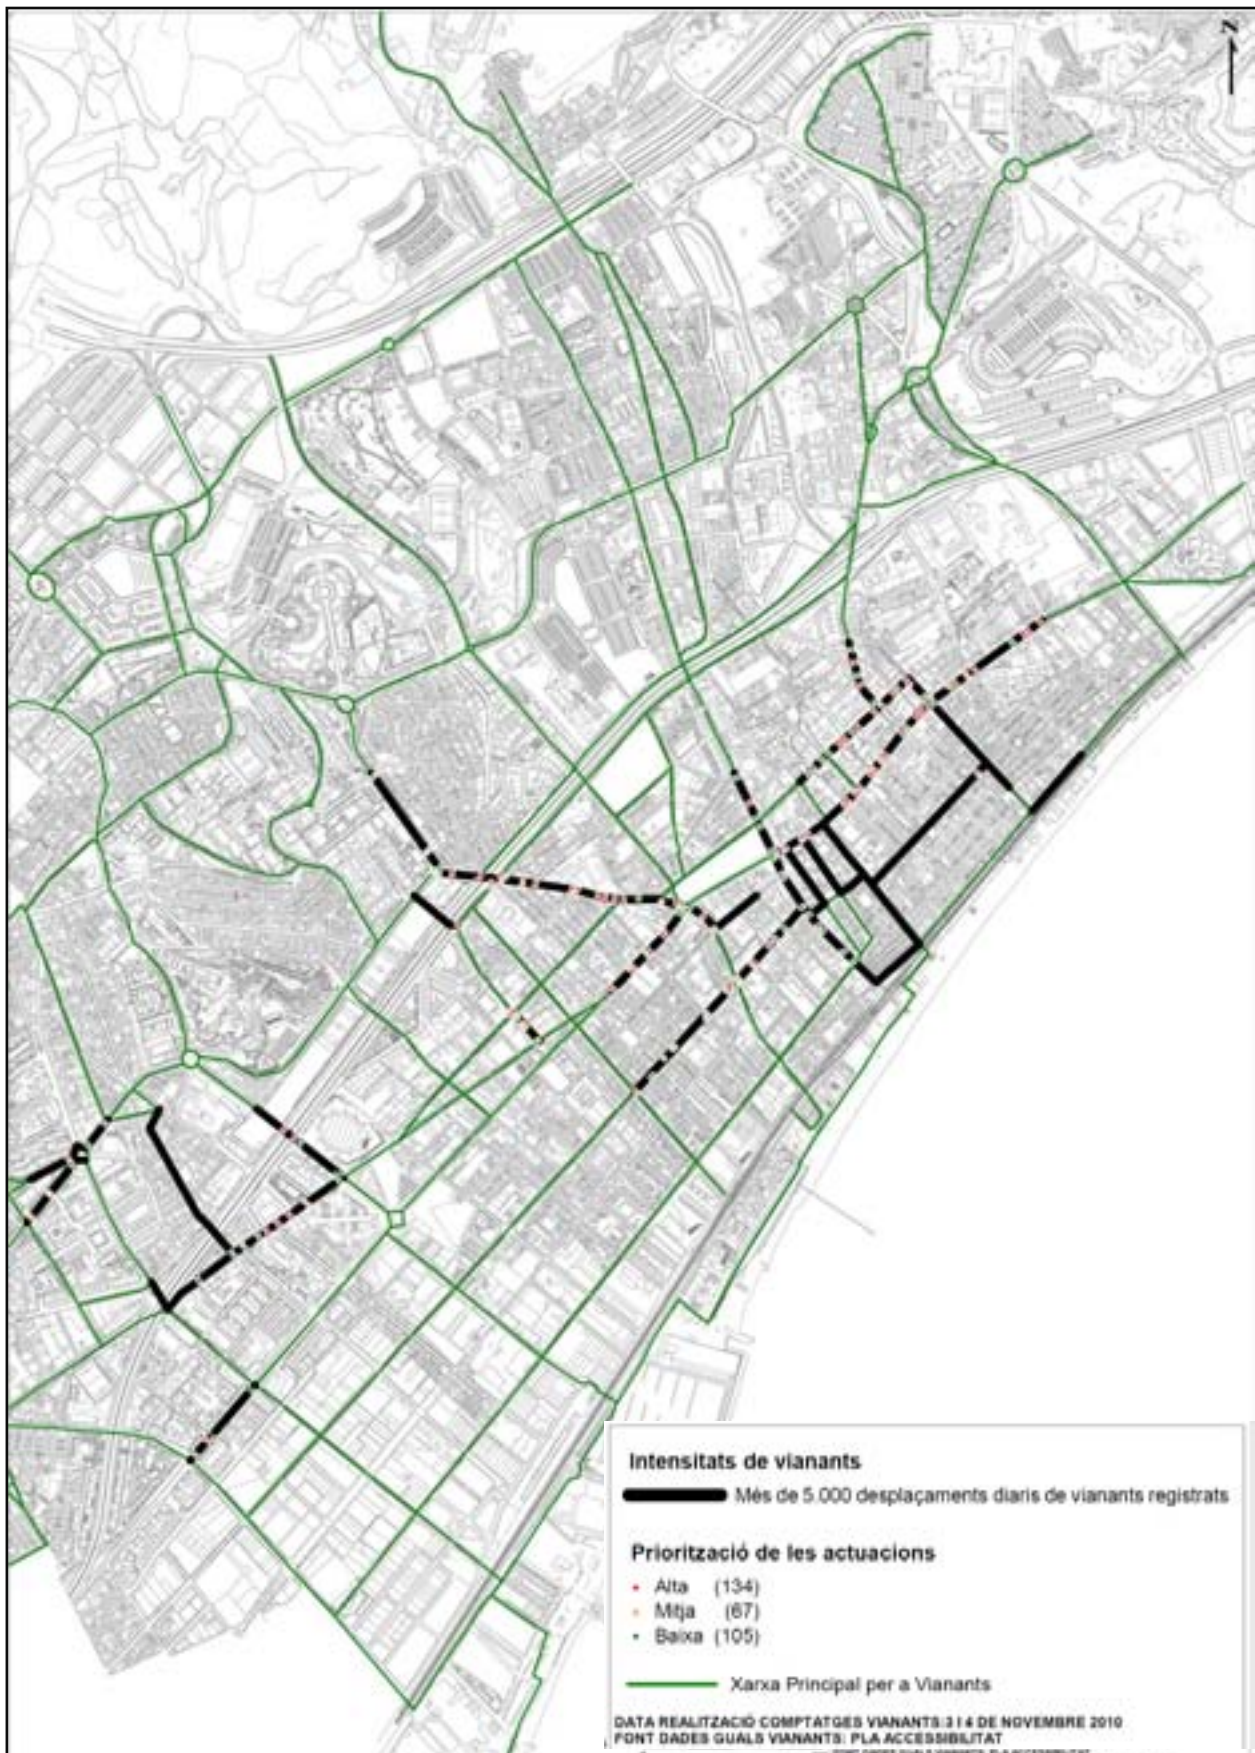 Intensitats de vianants
Més de 5.000 desplaçaments diaris de vianants registrats
Priorització de les actuacions
Alta (134)
Mitja (67)
Baixa (105)
Xarxa Principal per a Vianants
DATA REALITZACIÓ COMPTATGES VIANANTS:3 I 4 DE NOVEMBRE 2010
FONT DADES GUALS VIANANTS: PLA ACCESSIBILITAT